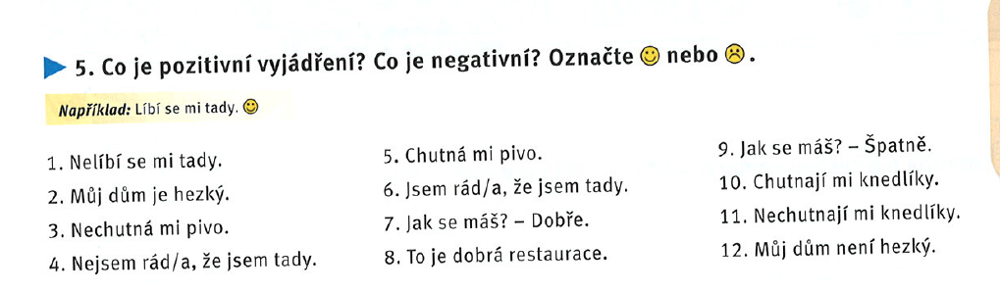 5. Co je pozitivní vyjádření? Co je negativní? Označte 🙂 nebo ☹.
Například: Líbí se mi tady. 🙂
1. Nelíbí se mi tady.
2. Můj dům je hezký.
3. Nechutná mi pivo.
4. Nejsem rád/a, že jsem tady.
5. Chutná mi pivo.
6. Jsem rád/a, že jsem tady.
7. Jak se máš? – Dobře.
8. To je dobrá restaurace.
9. Jak se máš? – Špatně.
10. Chutnají mi knedlíky.
11. Nechutnají mi knedlíky.
12. Můj dům není hezký.